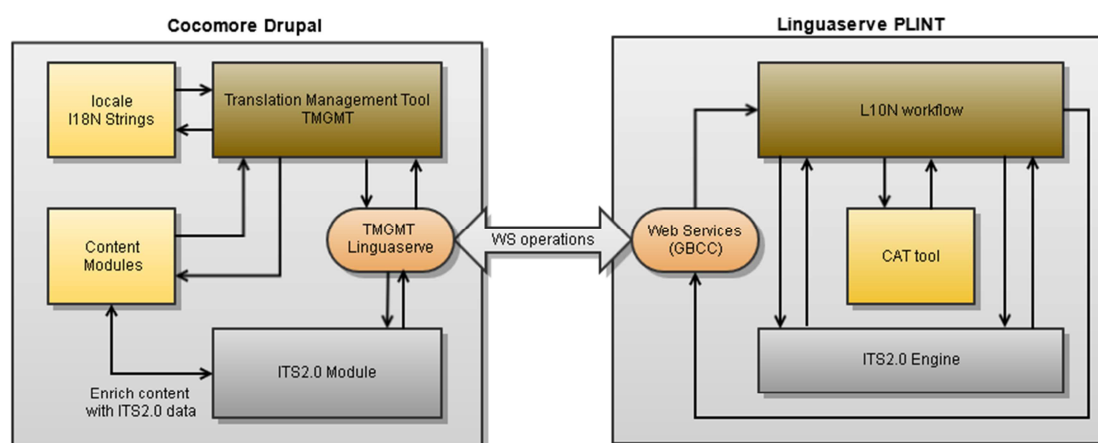 Cocomore Drupal
locale
I18N Strings
Translation Management Tool
TMGMT
Content
Modules
TMGMT
Linguaserve
ITS2.0 Module
Enrich content
with ITS2.0 data
WS operations
Linguaserve PLINT
L10N workflow
Web Services
(GBCC)
CAT tool
ITS2.0 Engine